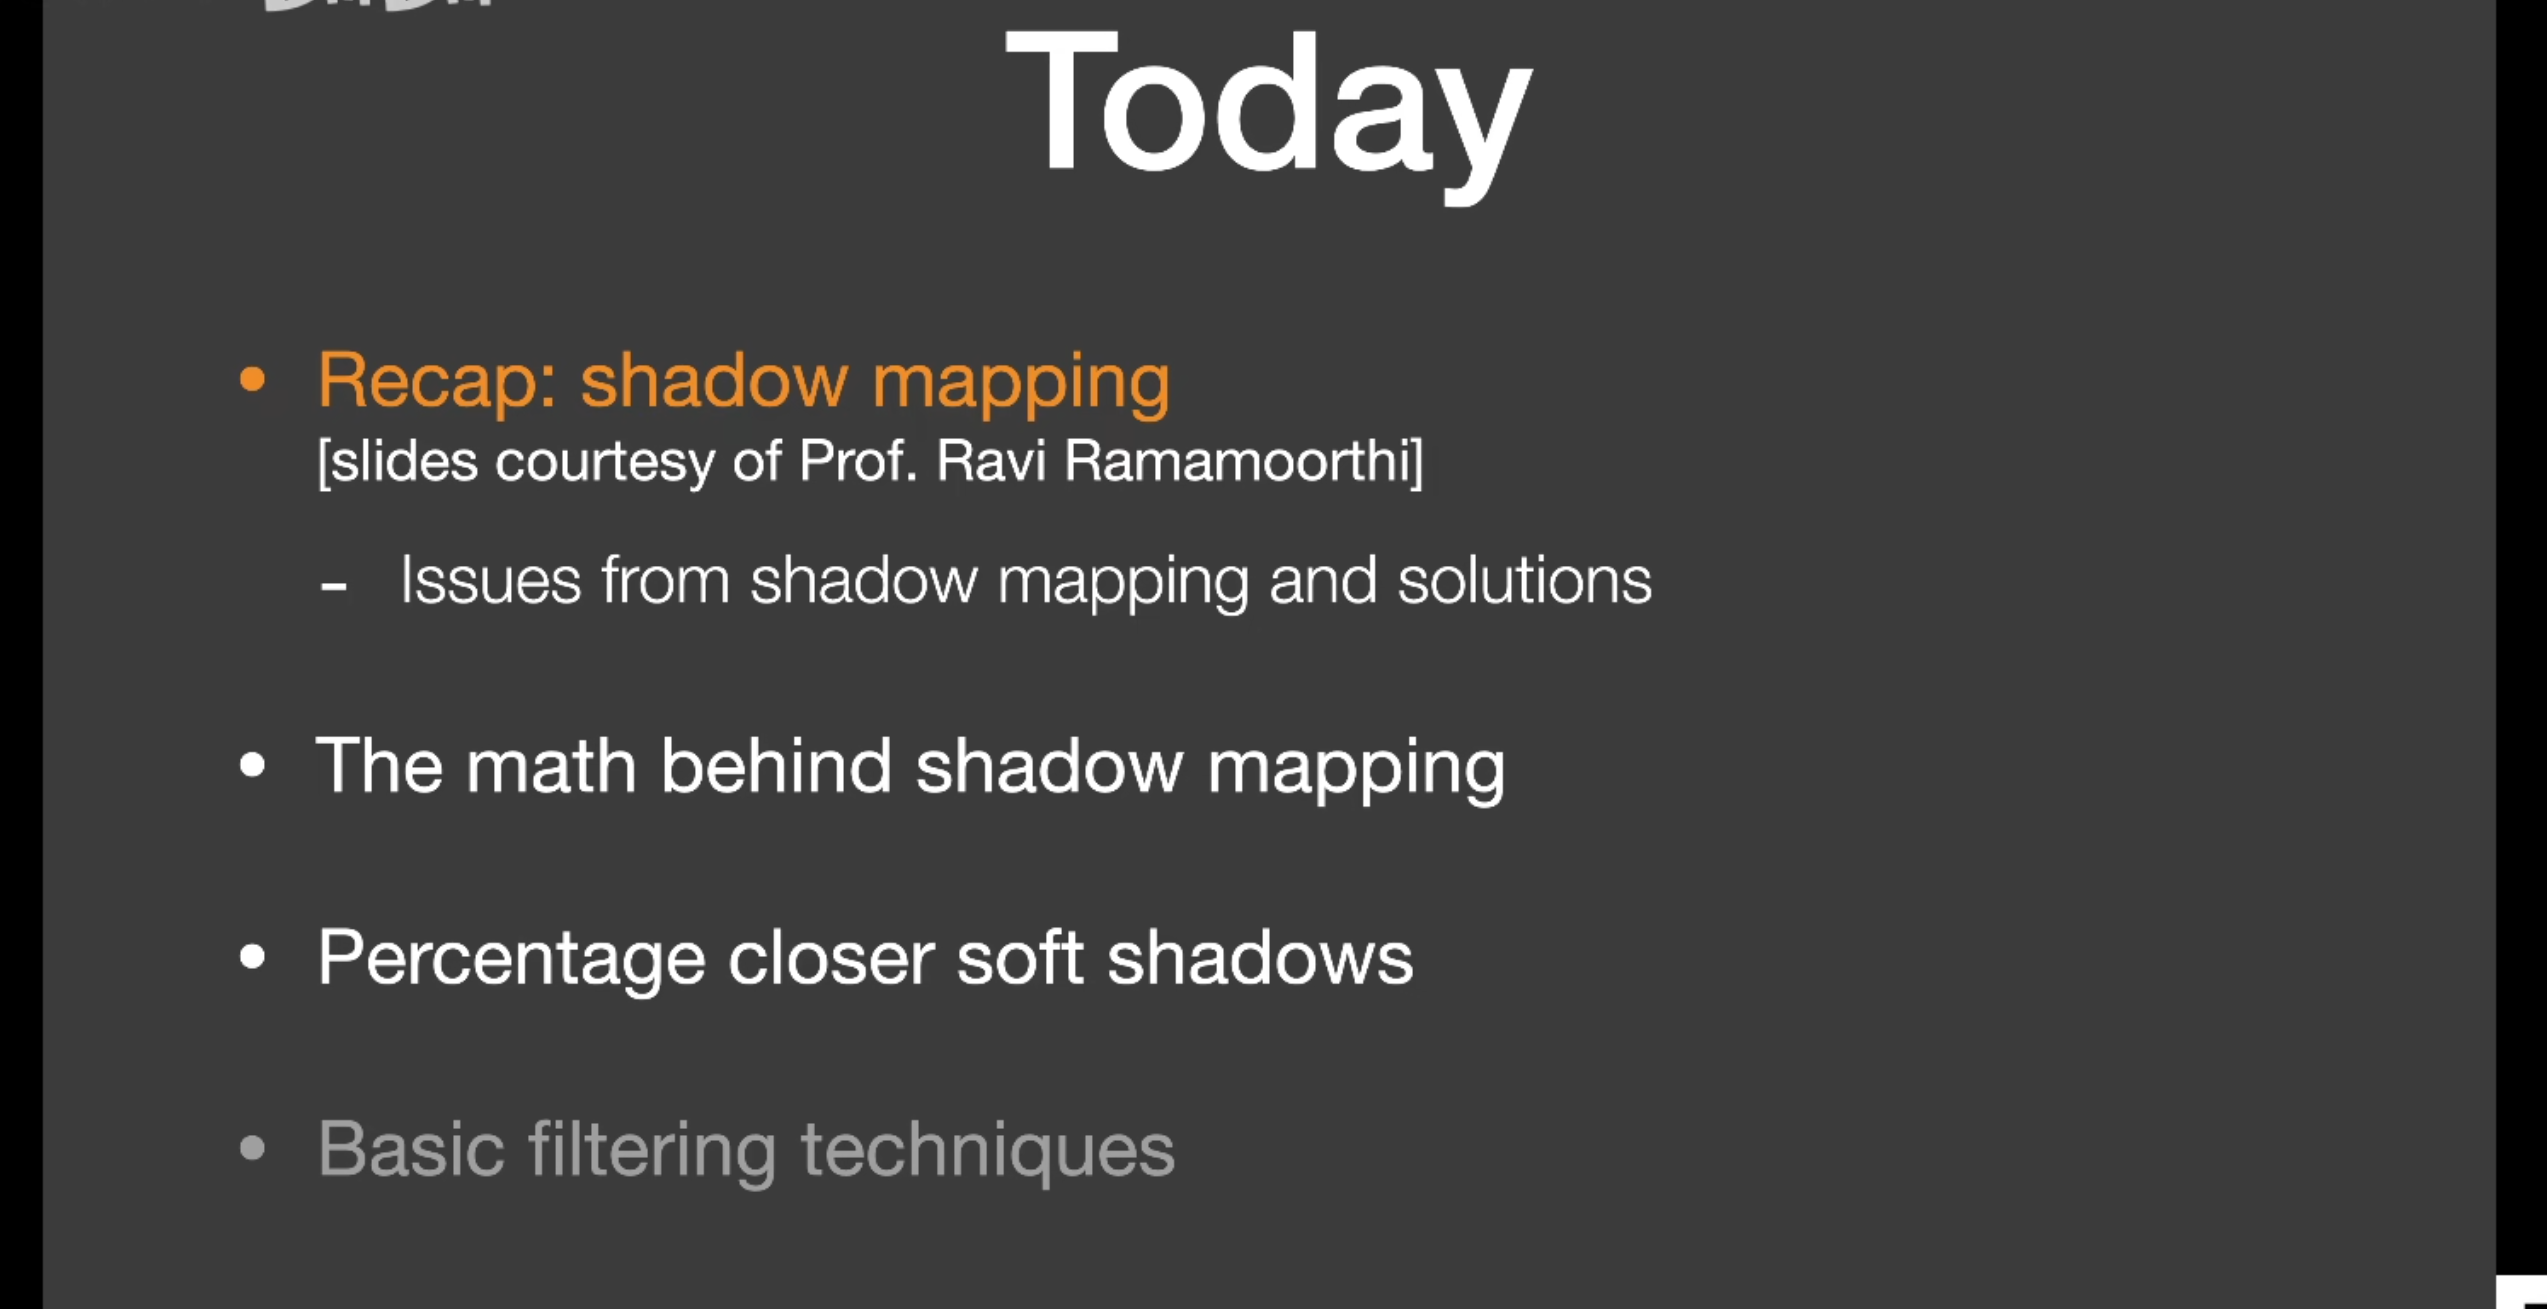 Today
• Recap: shadow mapping
[slides courtesy of Prof. Ravi Ramamoorthi]
- Issues from shadow mapping and solutions
• The math behind shadow mapping
• Percentage closer soft shadows
• Basic filtering techniques